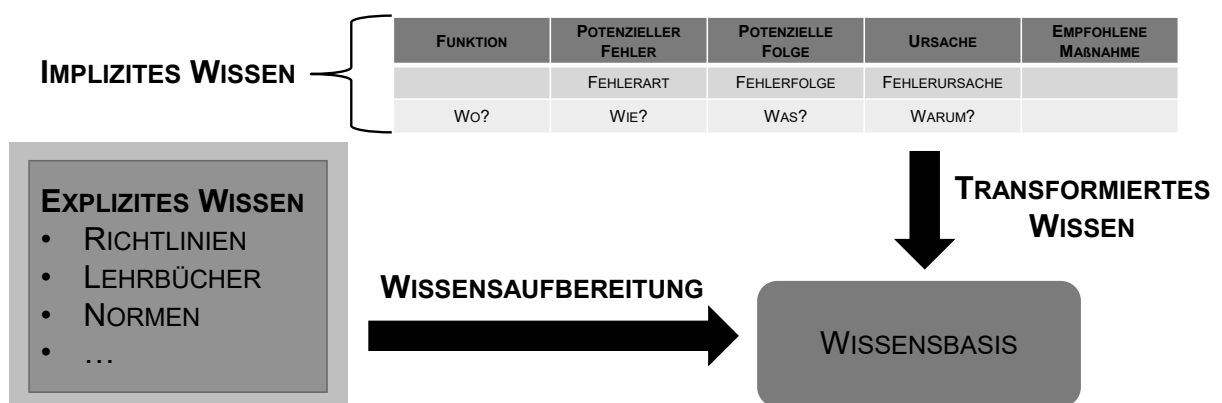 IMPLIZITES WISSEN
FUNKTION
POTENZIELLER
FEHLER
POTENZIELLE
FOLGE
URSACHE
EMPFOHLENE
MAßNAHME
FEHLERART
FEHLERFOLGE
FEHLERURSACHE
WO?
WIE?
WAS?
WARUM?
EXPLIZITES WISSEN
• RICHTLINIEN
• LEHRBÜCHER
• NORMEN
• …
TRANSFORMIERTES
WISSEN
WISSENSAUFBEREITUNG
WISSENSBASIS